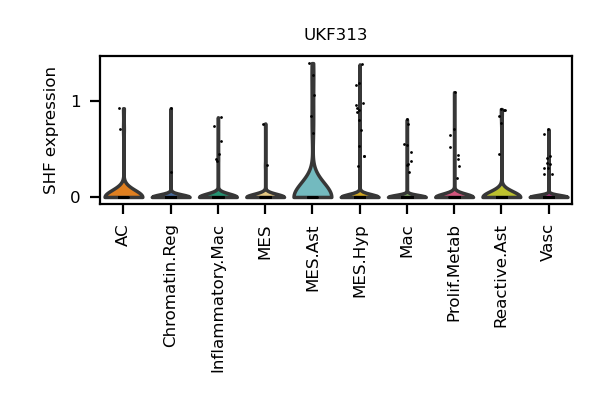 UKF313
SHF expression
1
0
AC
Chromatin.Reg
Inflammatory.Mac
MES
MES.Ast
MES.Hyp
Mac
Prolif.Metab
Reactive.Ast
Vasc